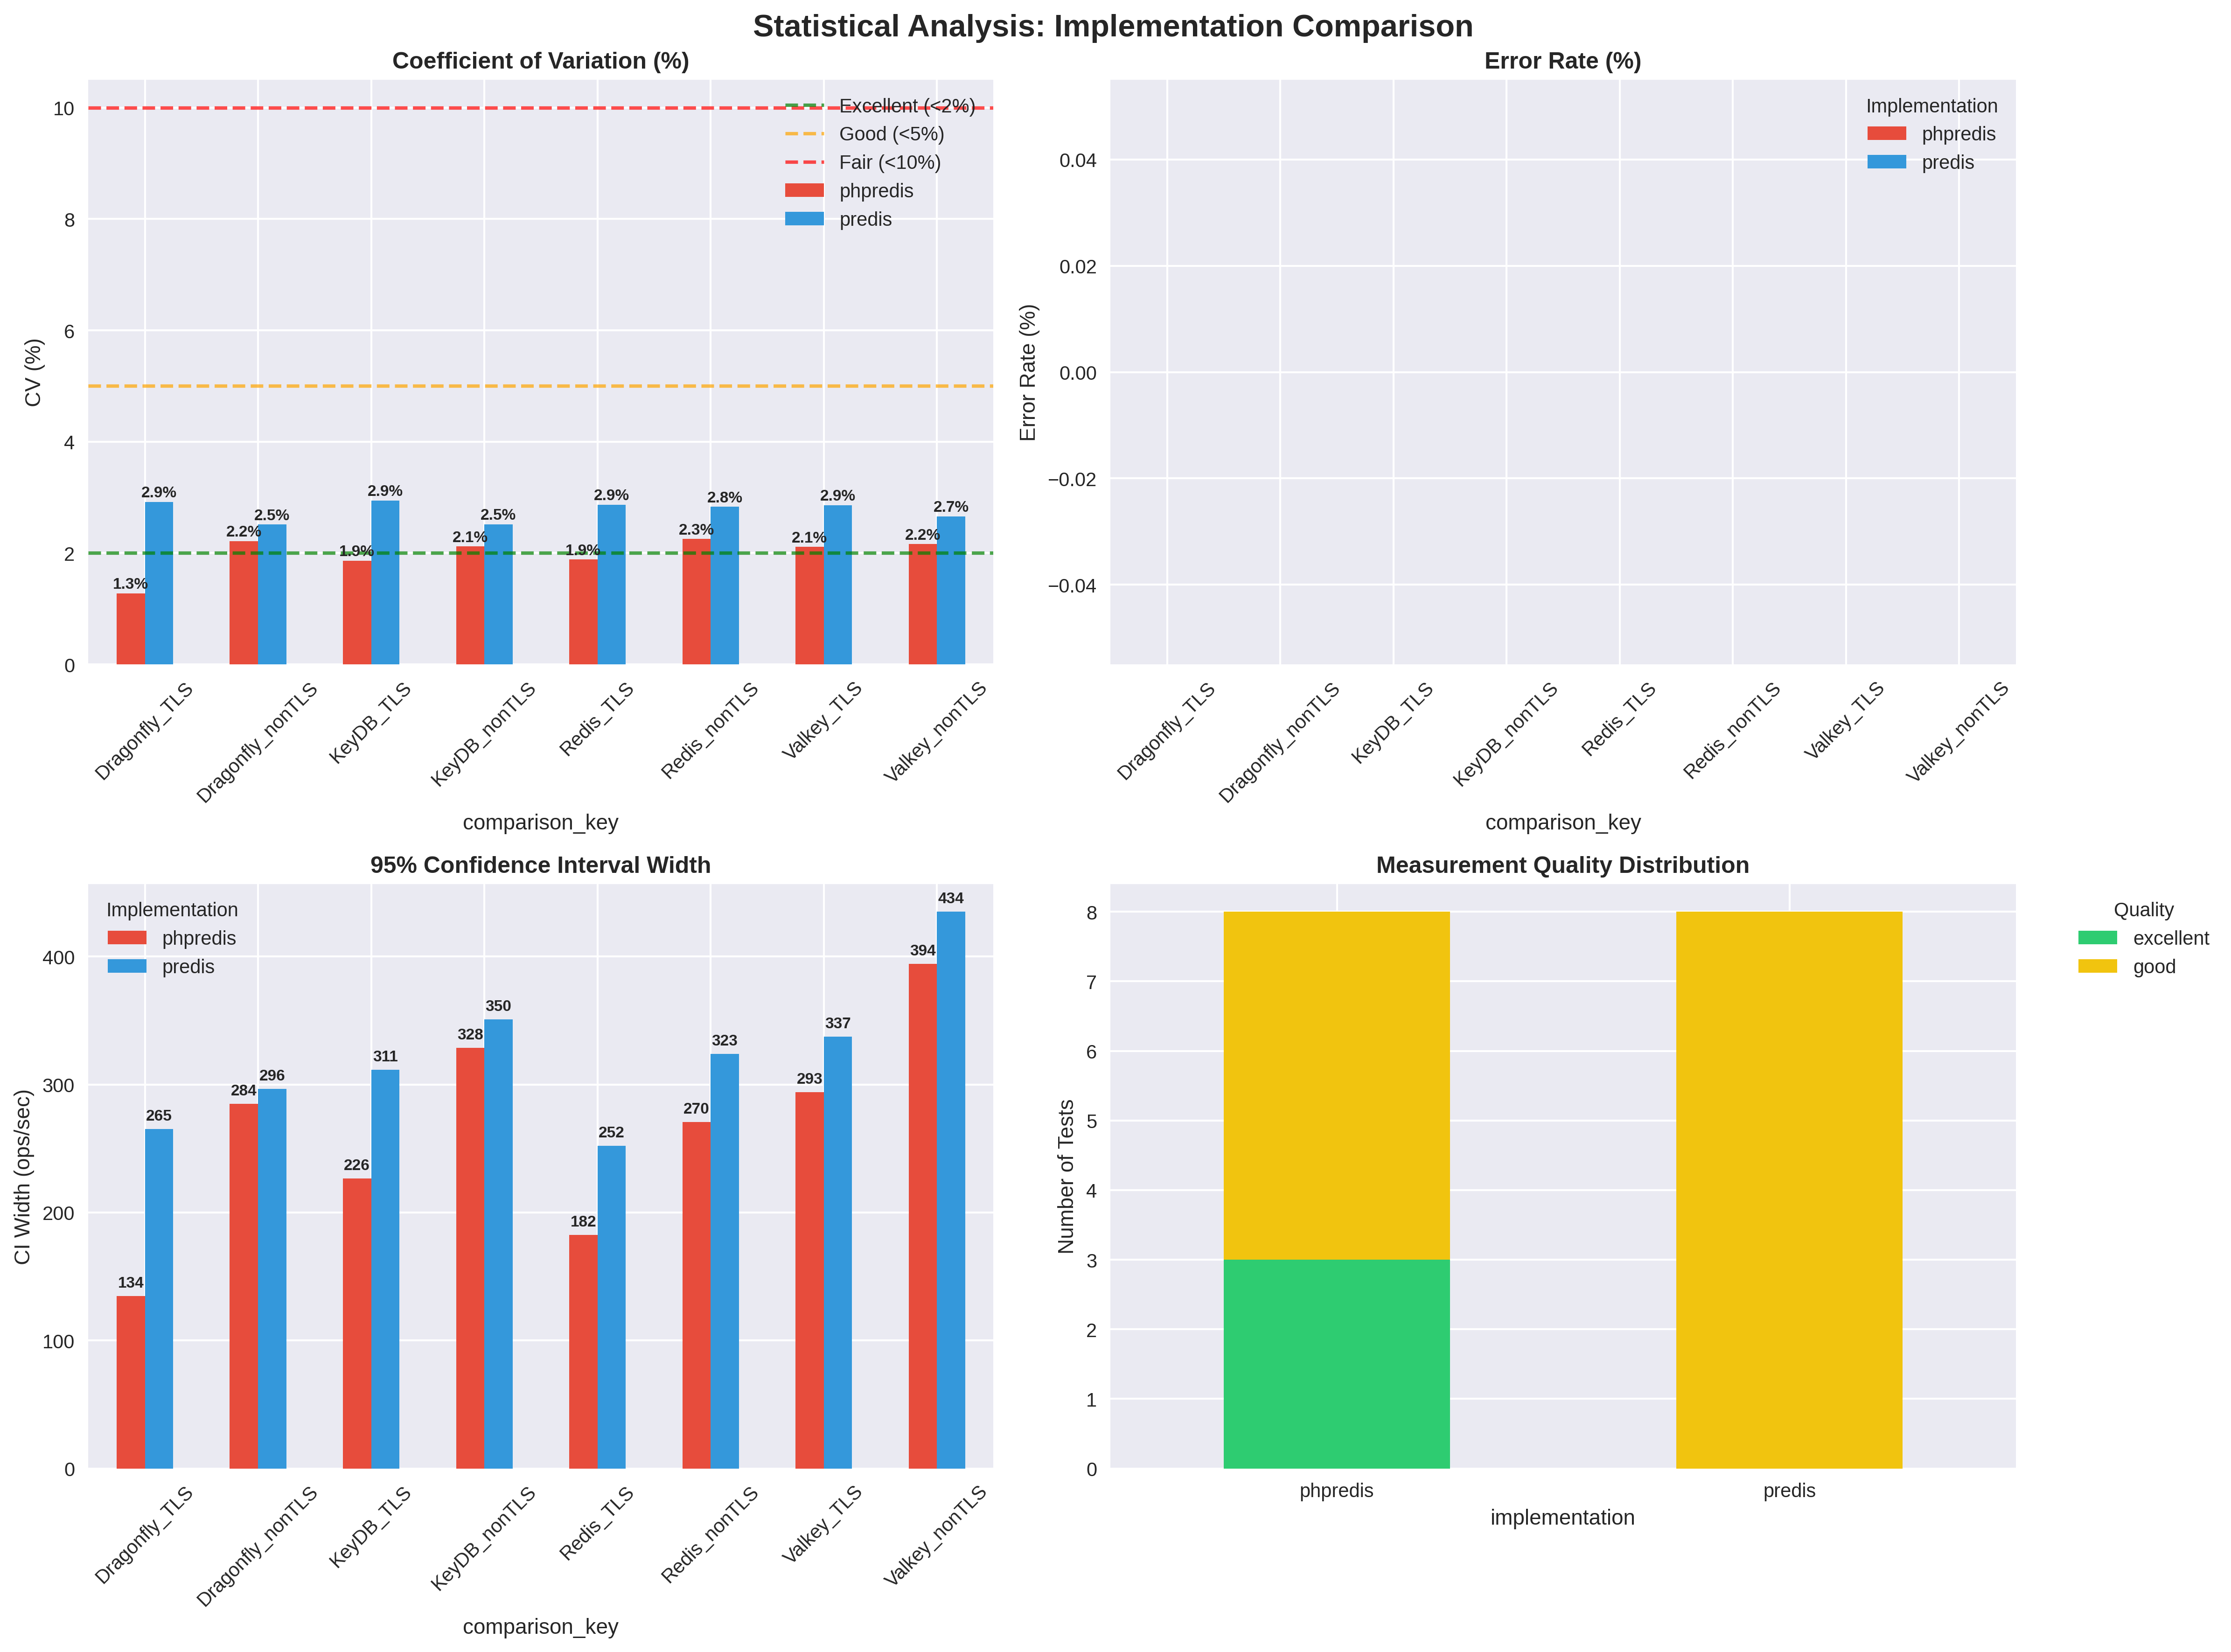 Statistical Analysis: Implementation Comparison
Coefficient of Variation (%)
CV (%)
10
8
6
4
2
0
Excellent (<2%)
Good (<5%)
Fair (<10%)
phpredis
predis
1.3%
2.9%
2.2%
2.5%
1.9%
2.9%
2.1%
2.5%
1.9%
2.9%
2.3%
2.8%
2.1%
2.9%
2.2%
2.7%
Dragonfly_TLS
Dragonfly_nonTLS
KeyDB_TLS
KeyDB_nonTLS
Redis_TLS
Redis_nonTLS
Valkey_TLS
Valkey_nonTLS
comparison_key
Error Rate (%)
Error Rate (%)
0.04
0.02
0.00
−0.02
−0.04
Implementation
phpredis
predis
Dragonfly_TLS
Dragonfly_nonTLS
KeyDB_TLS
KeyDB_nonTLS
Redis_TLS
Redis_nonTLS
Valkey_TLS
Valkey_nonTLS
comparison_key
95% Confidence Interval Width
CI Width (ops/sec)
400
300
200
100
0
Implementation
phpredis
predis
134
265
284
296
226
311
328
350
182
252
270
323
293
337
394
434
Dragonfly_TLS
Dragonfly_nonTLS
KeyDB_TLS
KeyDB_nonTLS
Redis_TLS
Redis_nonTLS
Valkey_TLS
Valkey_nonTLS
comparison_key
Measurement Quality Distribution
Number of Tests
8
7
6
5
4
3
2
1
0
phpredis
predis
implementation
Quality
excellent
good